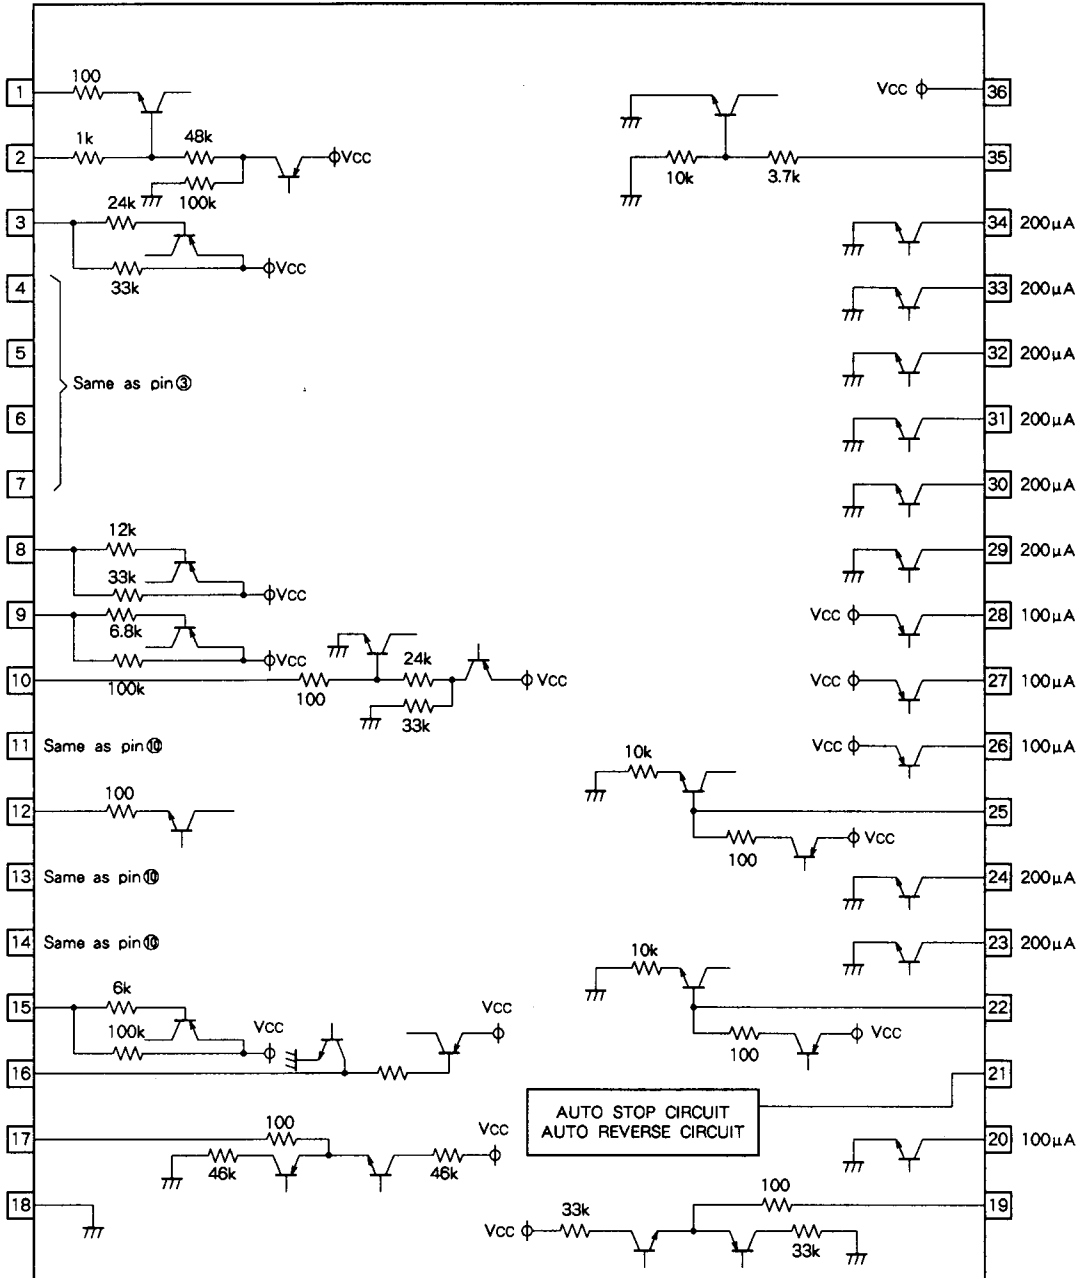 1
100
Vcc
36
2
1k
48k
Vcc
100k
10k
3.7k
35
3
24k
33k
Vcc
34
200μA
4
33
200μA
5
Same as pin③
32
200μA
6
31
200μA
7
30
200μA
8
12k
33k
Vcc
29
200μA
9
6.8k
100k
Vcc
Vcc
28
100μA
10
100
24k
33k
Vcc
Vcc
27
100μA
11
Same as pin⑩
Vcc
26
100μA
12
100
10k
100
Vcc
25
13
Same as pin⑩
24
200μA
14
Same as pin⑩
23
200μA
15
6k
100k
Vcc
Vcc
10k
100
Vcc
22
16
21
AUTO STOP CIRCUIT
AUTO REVERSE CIRCUIT
17
100
46k
46k
Vcc
20
100μA
18
Vcc
33k
100
33k
19